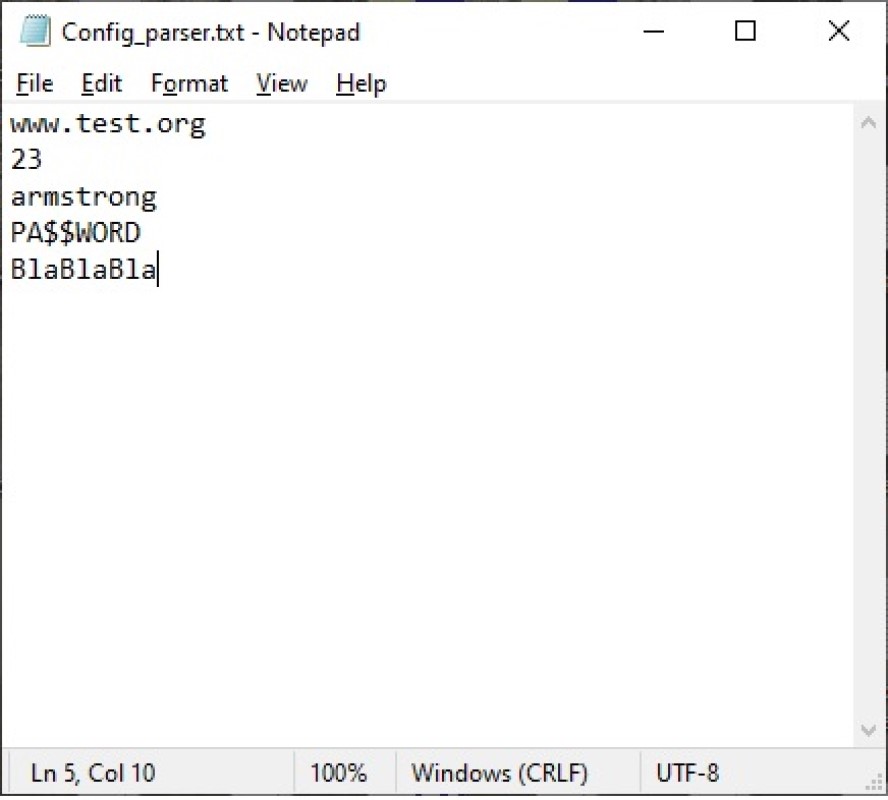 Config_parser.txt - Notepad
File Edit Format View Help
www.test.org
23
armstrong
PA$$WORD
BlaBlaBla
Ln 5, Col 10 100% Windows (CRLF) UTF-8